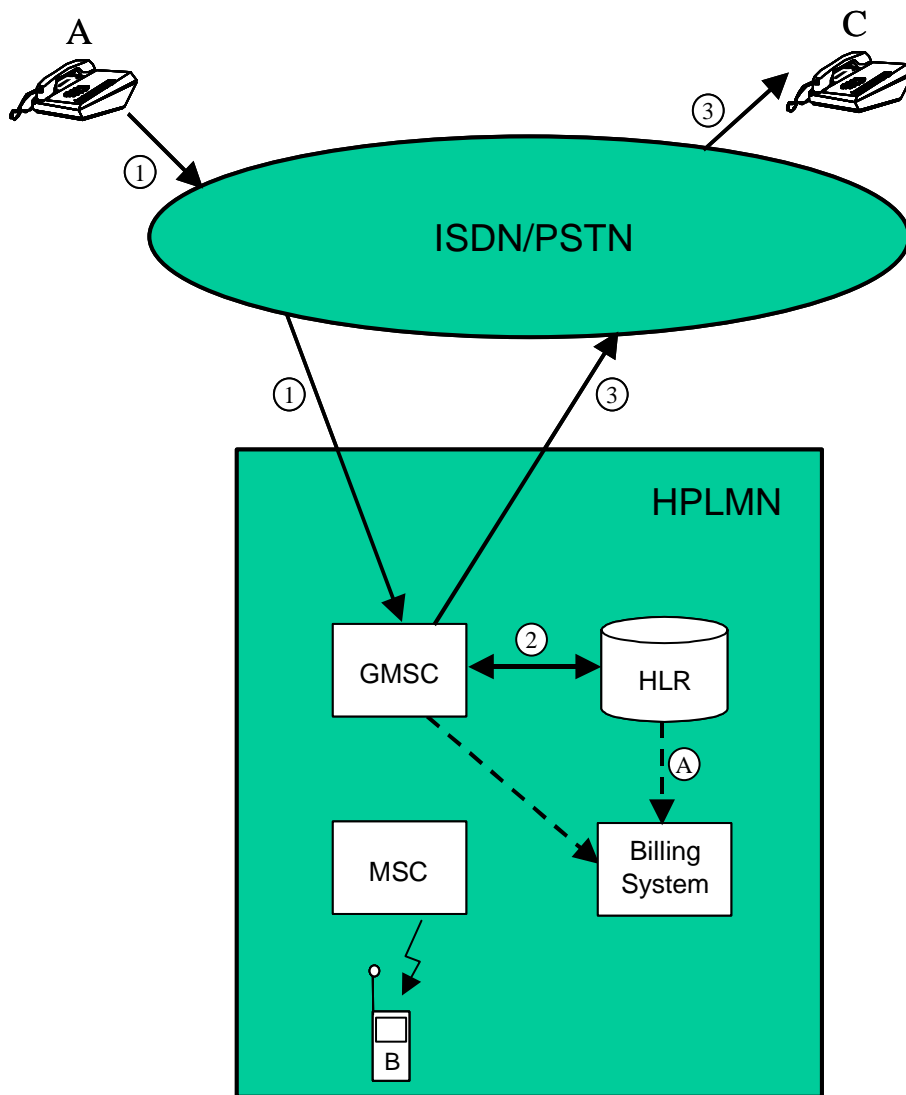 A
C
1
3
ISDN/PSTN
1
3
HPLMN
GMSC
2
HLR
A
MSC
Billing
System
B